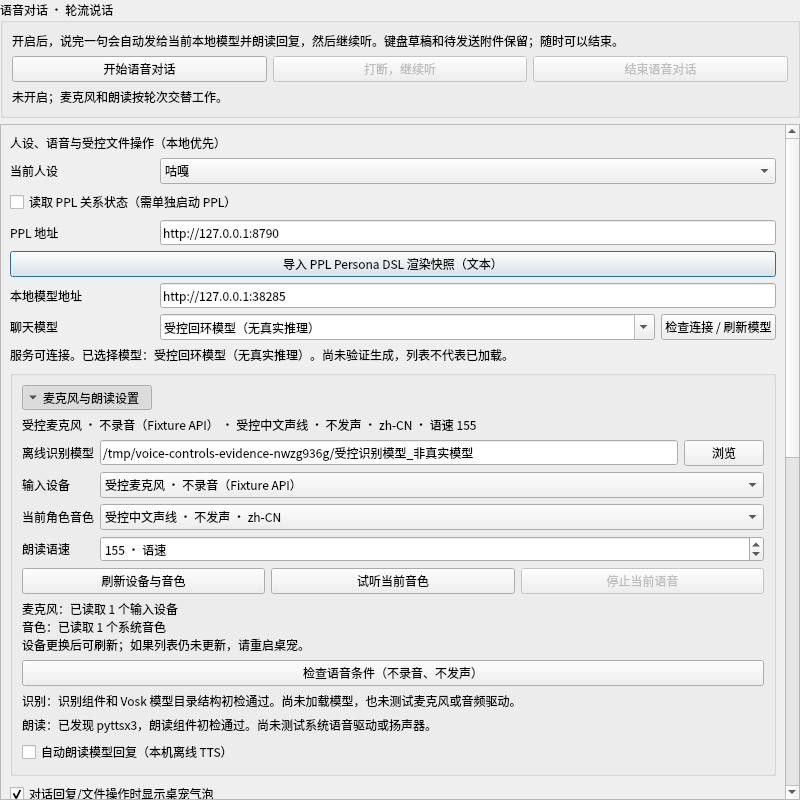 语音对话 · 轮流说话
开启后，说完一句会自动发给当前本地模型并朗读回复，然后继续听。键盘草稿和待发送附件保留；随时可以结束。
开始语音对话 打断，继续听 结束语音对话
未开启；麦克风和朗读按轮次交替工作。
人设、语音与受控文件操作（本地优先）
当前人设 咕嘎
读取 PPL 关系状态（需单独启动 PPL）
PPL 地址 http://127.0.0.1:8790
导入 PPL Persona DSL 渲染快照（文本）
本地模型地址 http://127.0.0.1:38285
聊天模型 受控回环模型（无真实推理） 检查连接 / 刷新模型
服务可连接。已选择模型：受控回环模型（无真实推理）。尚未验证生成，列表不代表已加载。
麦克风与朗读设置
受控麦克风 · 不录音（Fixture API） · 受控中文声线 · 不发声 · zh-CN · 语速 155
离线识别模型 /tmp/voice-controls-evidence-nwzg936g/受控识别模型_非真实模型 浏览
输入设备 受控麦克风 · 不录音（Fixture API）
当前角色音色 受控中文声线 · 不发声 · zh-CN
朗读语速 155 · 语速
刷新设备与音色 试听当前音色 停止当前语音
麦克风：已读取 1 个输入设备
音色：已读取 1 个系统音色
设备更换后可刷新；如果列表仍未更新，请重启桌宠。
检查语音条件（不录音、不发声）
识别：识别组件和 Vosk 模型目录结构初检通过。尚未加载模型，也未测试麦克风或音频驱动。
朗读：已发现 pyttsx3，朗读组件初检通过。尚未测试系统语音驱动或扬声器。
自动朗读模型回复（本机离线 TTS）
对话回复/文件操作时显示桌宠气泡